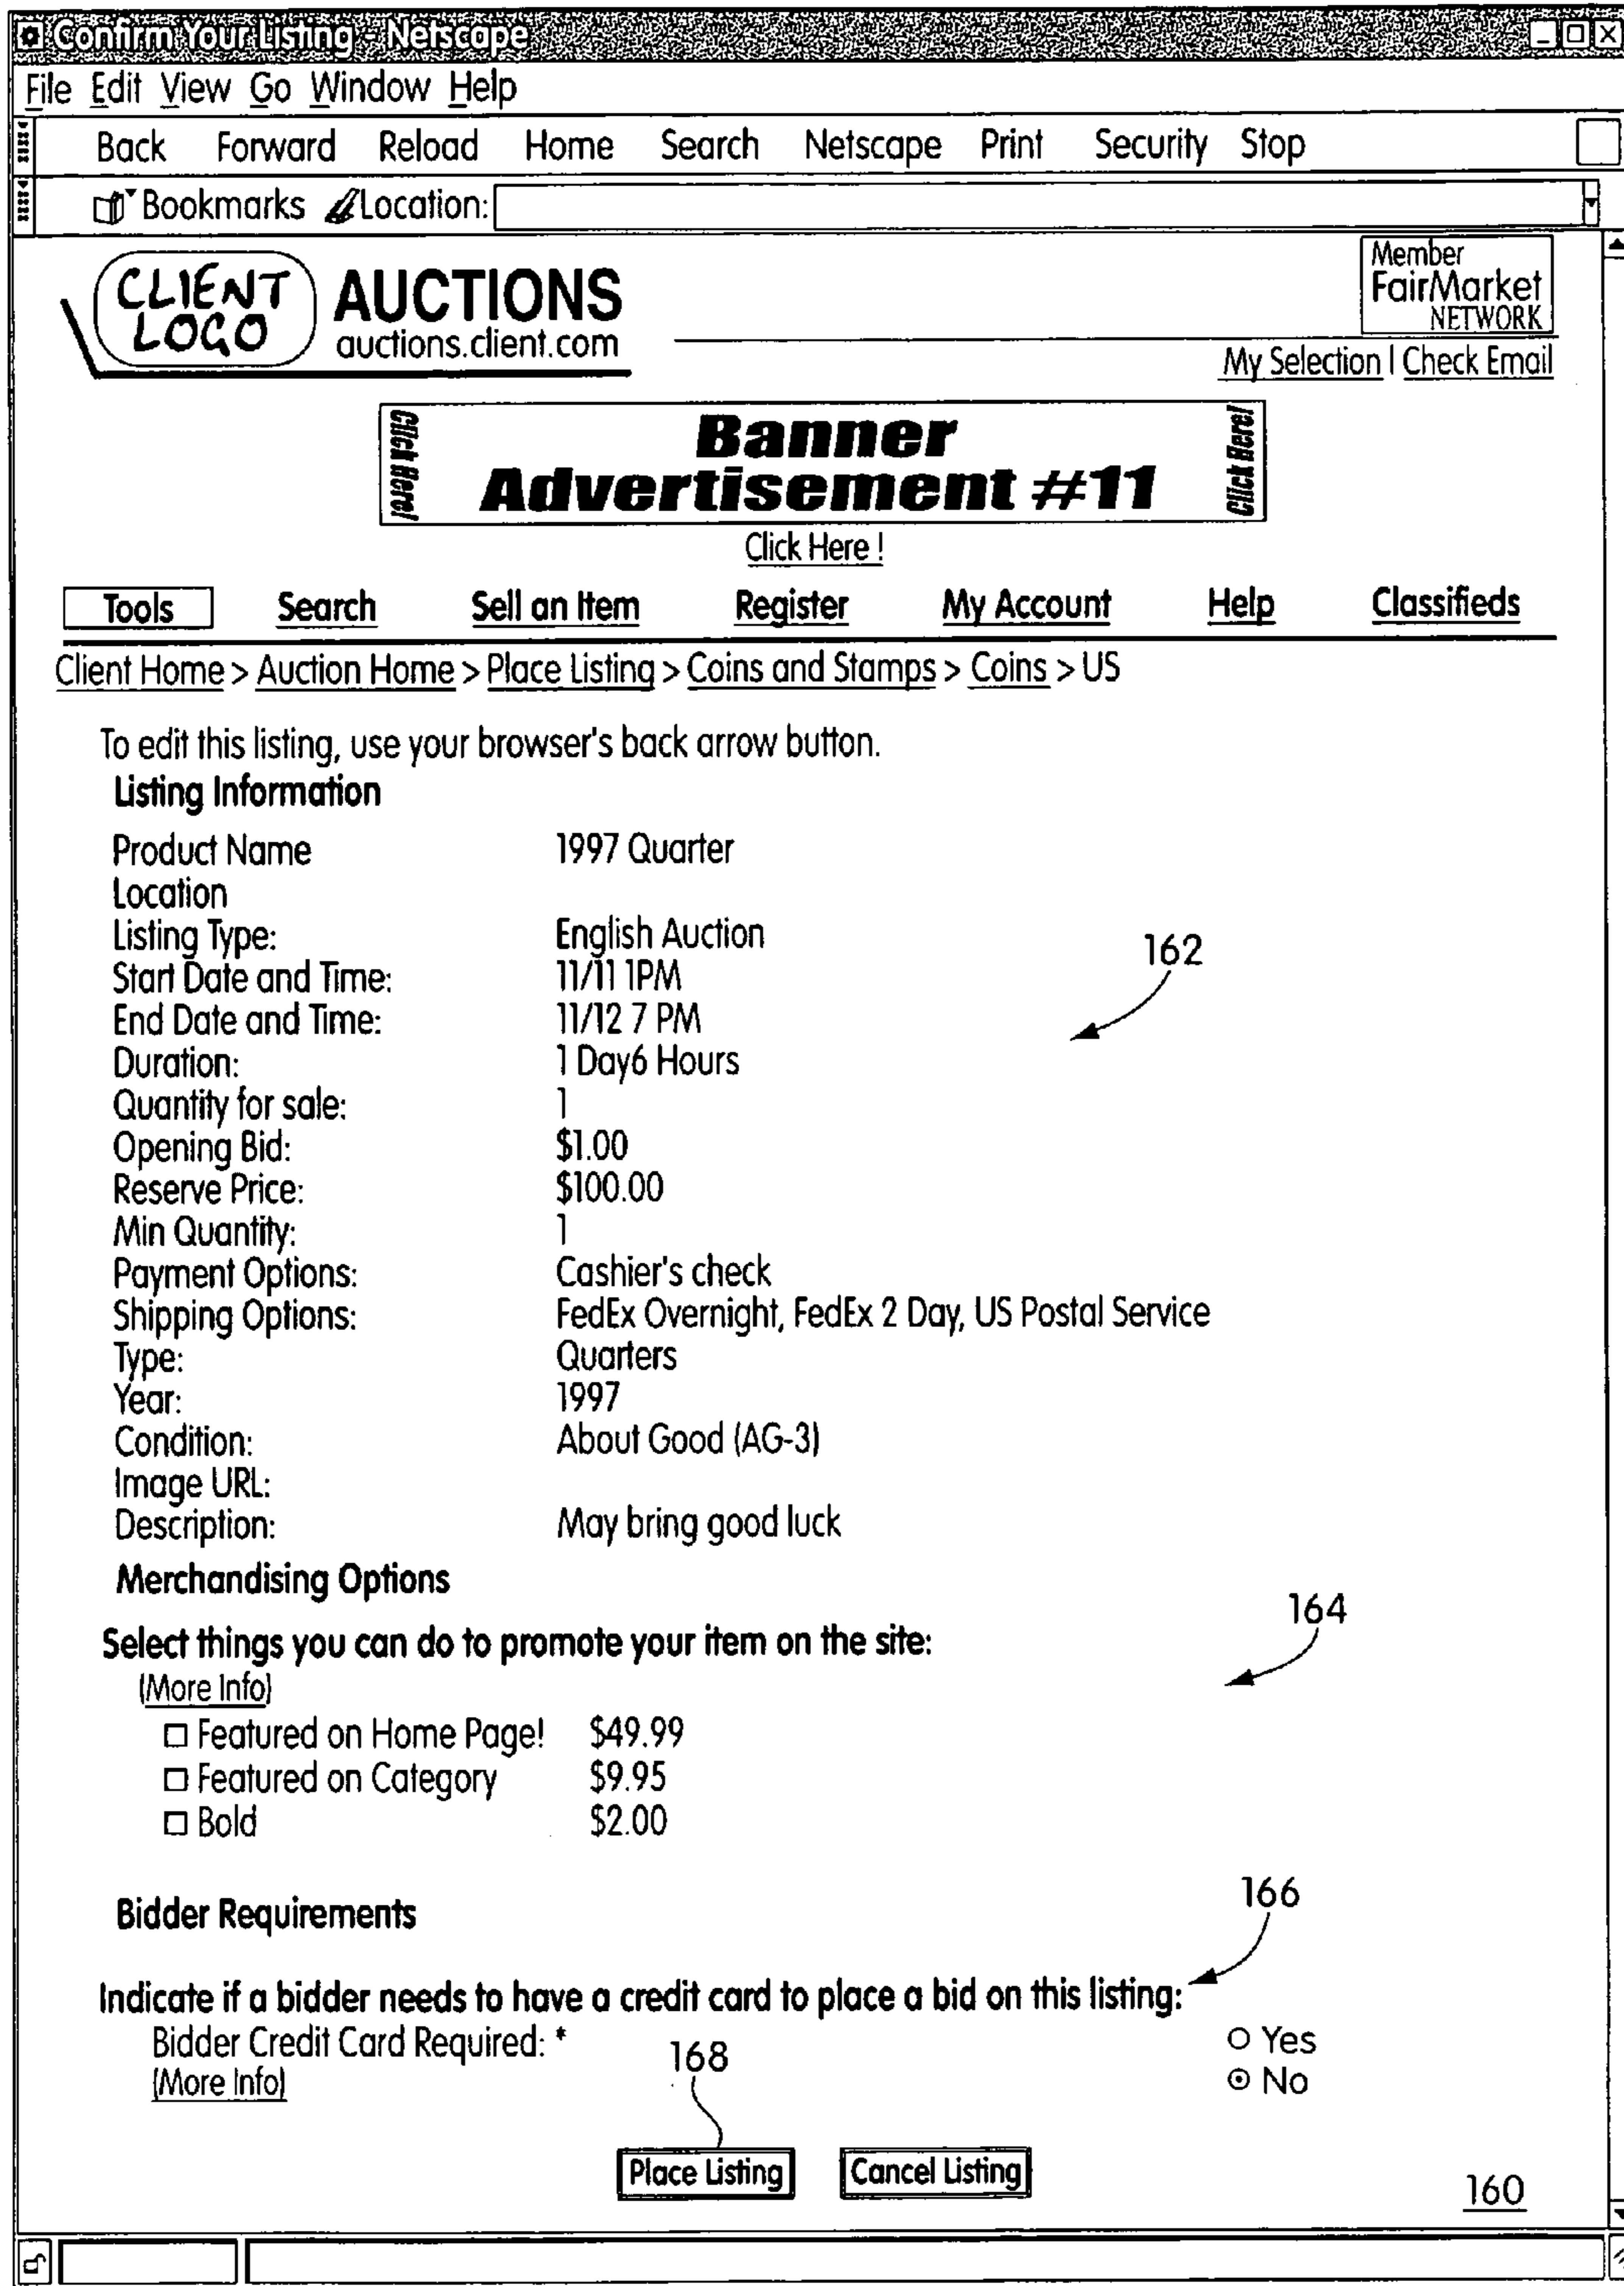 Confirm Your Listing - Netscape
File Edit View Go Window Help
Back Forward Reload Home Search Netscape Print Security Stop
Bookmarks Location:
CLIENT LOGO
AUCTIONS
auctions.client.com
Member
FairMarket
NETWORK
My Selection | Check Email
Click Here!
Banner
Advertisement #11
Click Here!
Click Here !
Tools Search Sell an Item Register My Account Help Classifieds
Client Home > Auction Home > Place Listing > Coins and Stamps > Coins > US
To edit this listing, use your browser's back arrow button.
Listing Information
Product Name 1997 Quarter
Location
Listing Type: English Auction
162
Start Date and Time: 11/11 1PM
End Date and Time: 11/12 7 PM
Duration: 1 Day6 Hours
Quantity for sale: 1
Opening Bid: $1.00
Reserve Price: $100.00
Min Quantity: 1
Payment Options: Cashier's check
Shipping Options: FedEx Overnight, FedEx 2 Day, US Postal Service
Type: Quarters
Year: 1997
Condition: About Good (AG-3)
Image URL:
Description: May bring good luck
Merchandising Options
164
Select things you can do to promote your item on the site:
(More Info)
Featured on Home Page! $49.99
Featured on Category $9.95
Bold $2.00
166
Bidder Requirements
Indicate if a bidder needs to have a credit card to place a bid on this listing:
Bidder Credit Card Required: * Yes
168
(More Info) No
Place Listing Cancel Listing
160